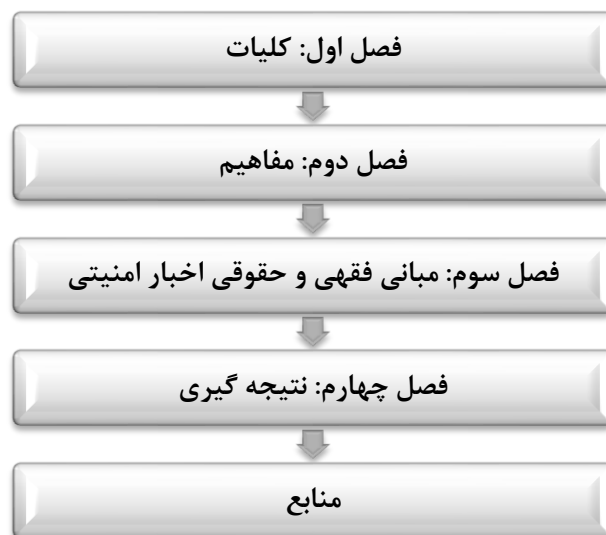 فصل اول: کلیات
فصل دوم: مفاهیم
فصل سوم: مبانی فقهی و حقوقی اخبار امنیتی
فصل چهارم: نتیجه گیری
منابع